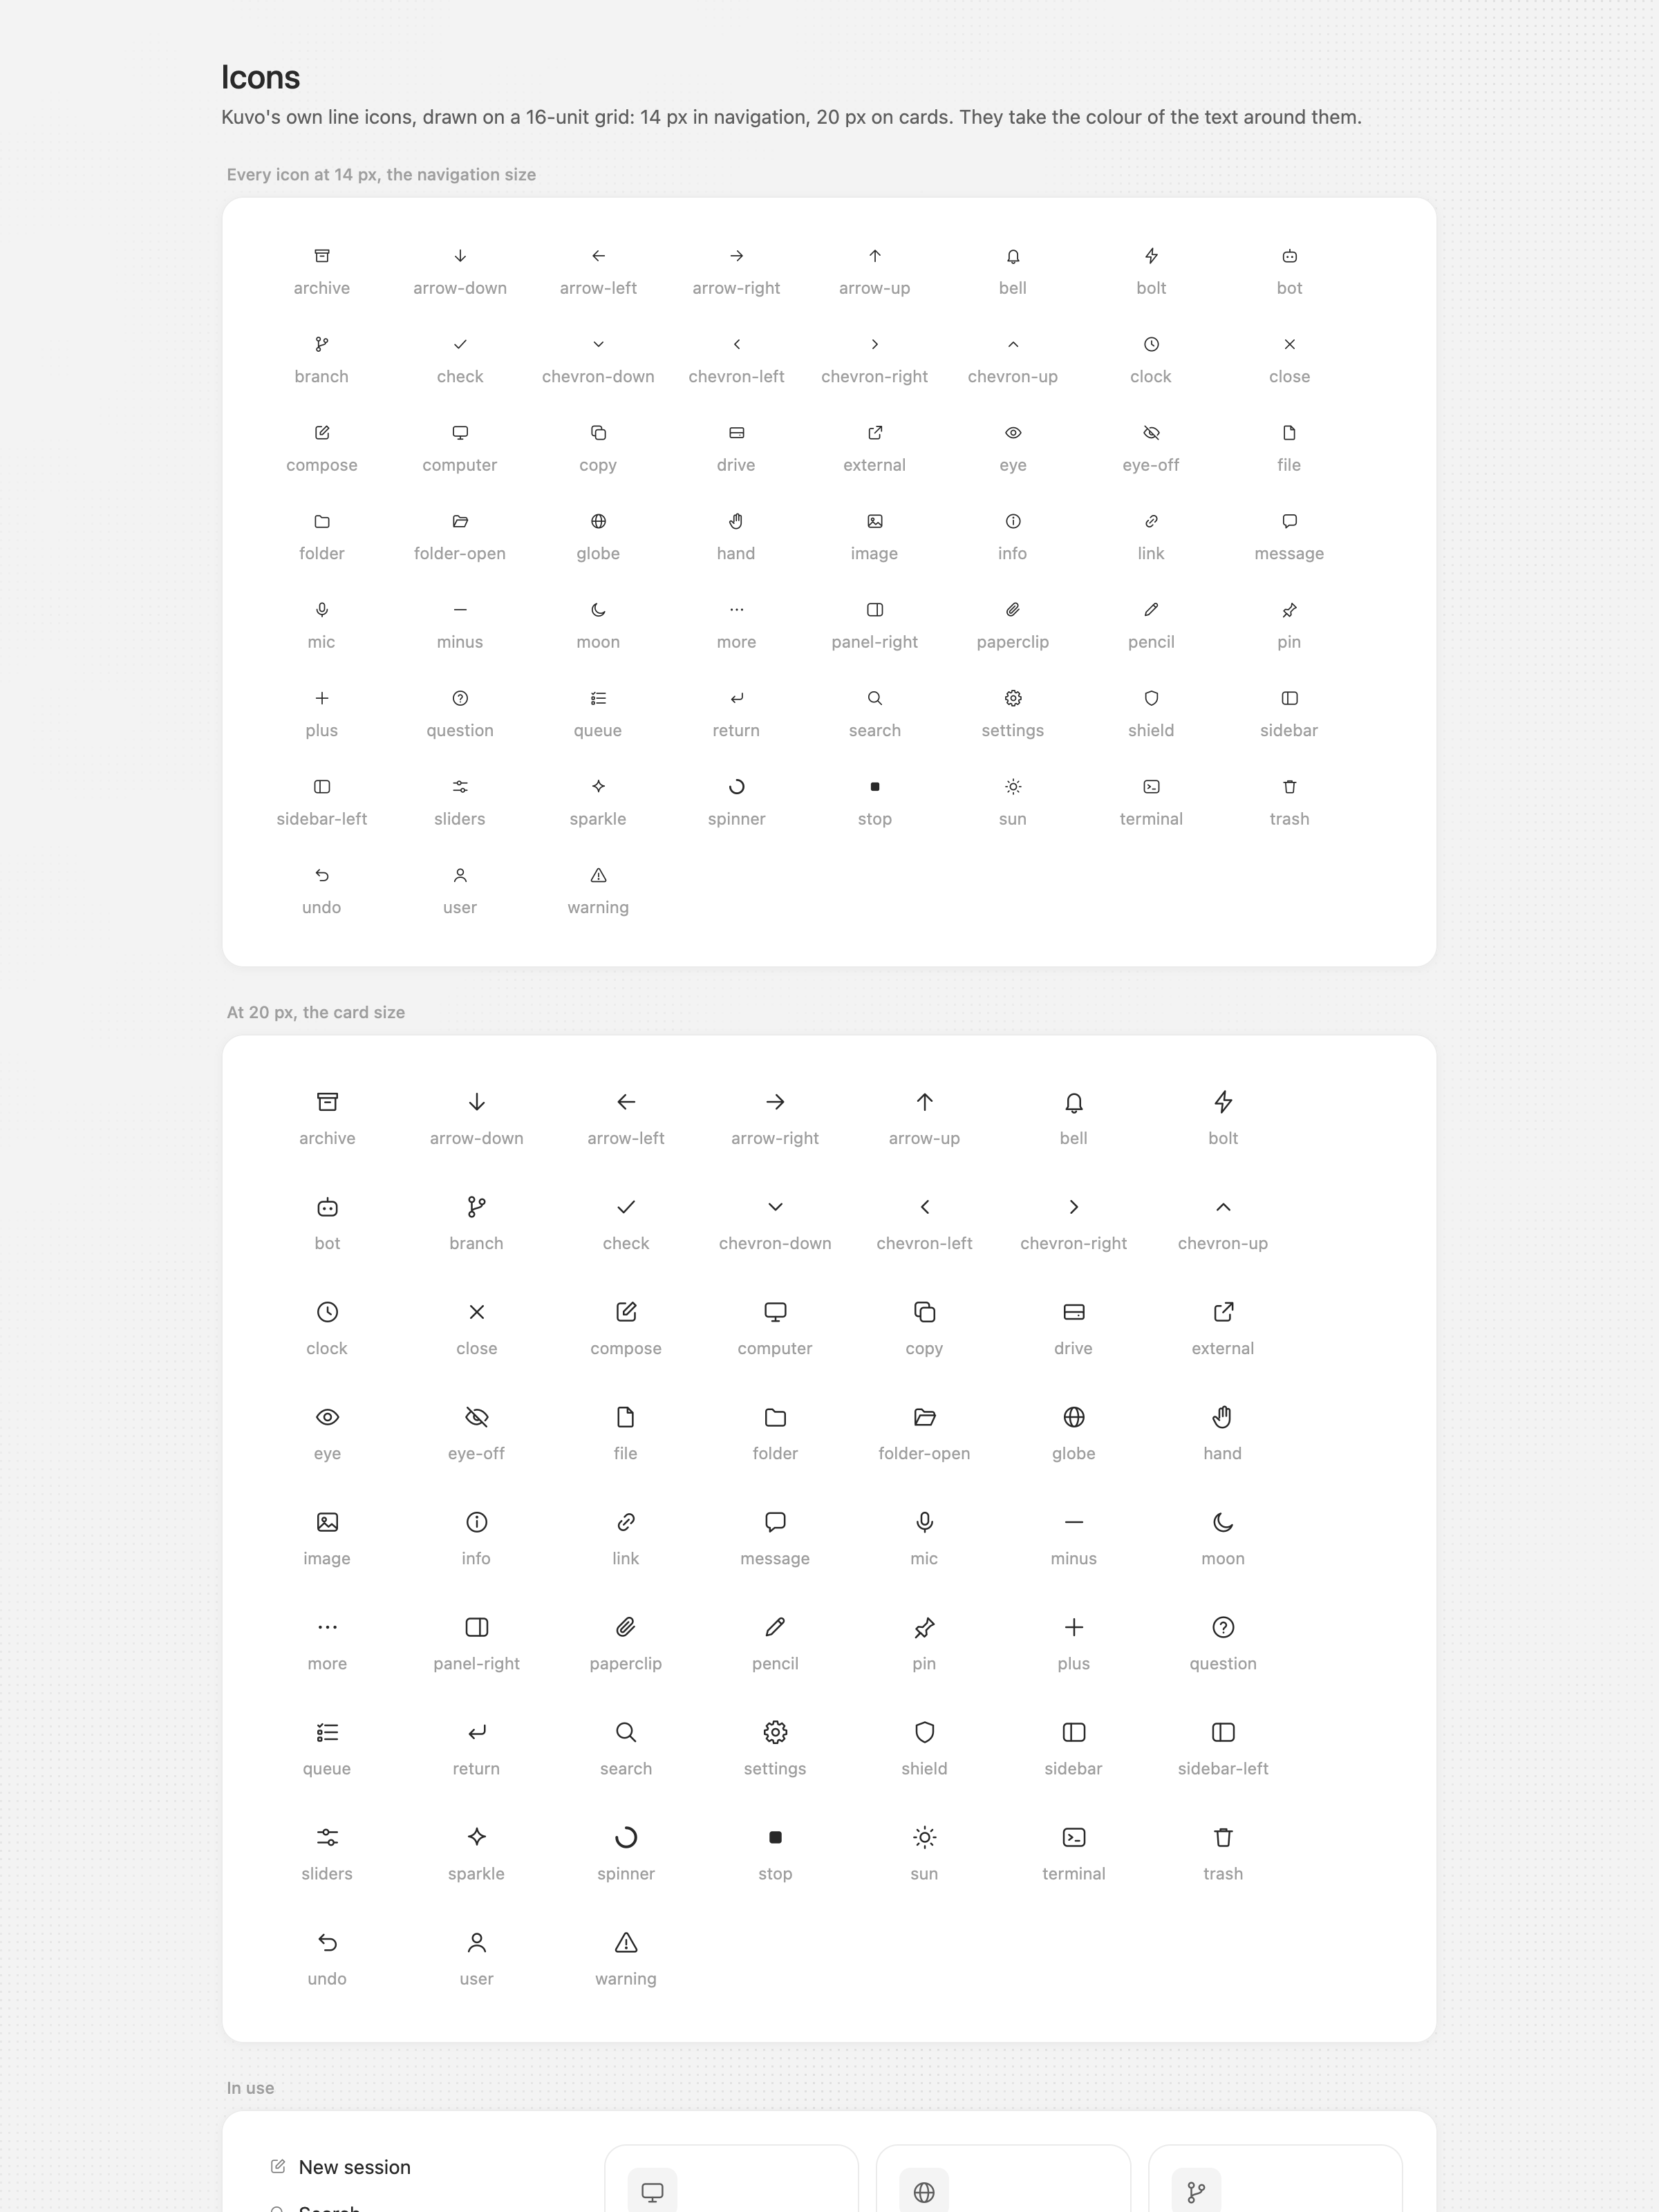 Icons
Kuvo's own line icons, drawn on a 16-unit grid: 14 px in navigation, 20 px on cards. They take the colour of the text around them.
Every icon at 14 px, the navigation size
archive arrow-down arrow-left arrow-right arrow-up bell bolt bot
branch check chevron-down chevron-left chevron-right chevron-up clock close
compose computer copy drive external eye eye-off file
folder folder-open globe hand image info link message
mic minus moon more panel-right paperclip pencil pin
plus question queue return search settings shield sidebar
sidebar-left sliders sparkle spinner stop sun terminal trash
undo user warning
At 20 px, the card size
archive arrow-down arrow-left arrow-right arrow-up bell bolt
bot branch check chevron-down chevron-left chevron-right chevron-up
clock close compose computer copy drive external
eye eye-off file folder folder-open globe hand
image info link message mic minus moon
more panel-right paperclip pencil pin plus question
queue return search settings shield sidebar sidebar-left
sliders sparkle spinner stop sun terminal trash
undo user warning
In use
New session